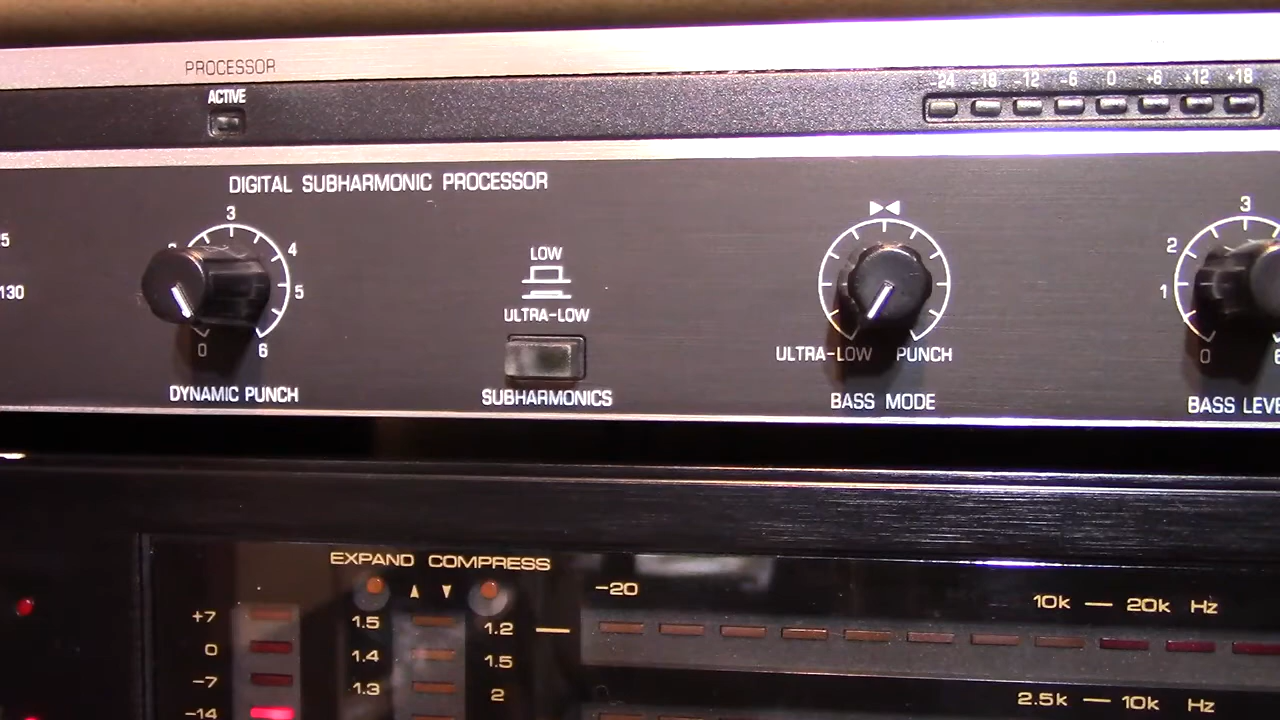 PROCESSOR
ACTIVE
-24 -18 -12 -6 0 +6 +12 +18
DIGITAL SUBHARMONIC PROCESSOR
3
4
5
0 6
DYNAMIC PUNCH
LOW
ULTRA-LOW
SUBHARMONICS
ULTRA-LOW PUNCH
BASS MODE
3
2
1
0 6
BASS LEVE
5
130
EXPAND COMPRESS
-20
10k — 20k Hz
+7
0
-7
-14
1.5
1.4
1.3
1.2
1.5
2
2.5k — 10k Hz